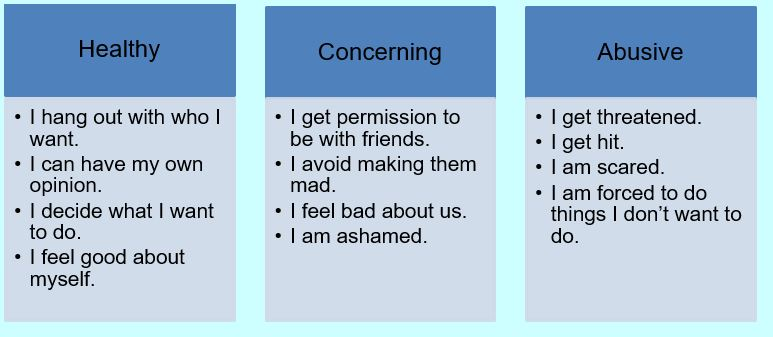 Healthy
• I hang out with who I
want.
• I can have my own
opinion.
• I decide what I want
to do.
• I feel good about
myself.
Concerning
• I get permission to
be with friends.
• I avoid making them
mad.
• I feel bad about us.
• I am ashamed.
Abusive
• I get threatened.
• I get hit.
• I am scared.
• I am forced to do
things I don’t want to
do.